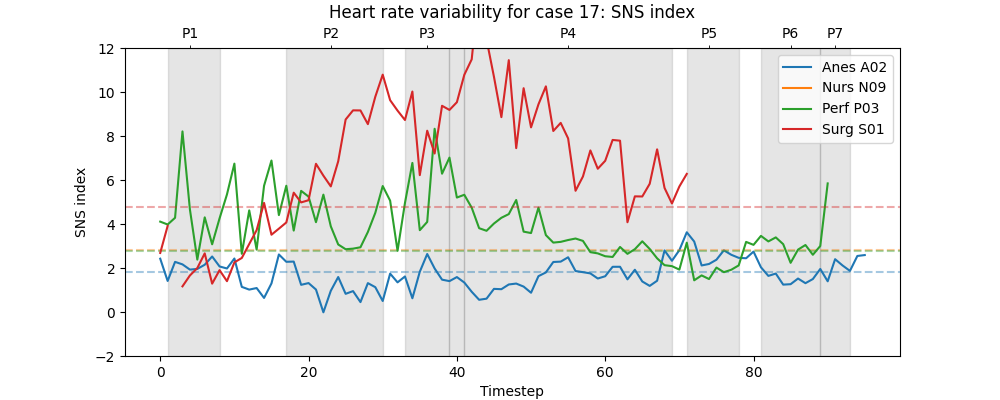 Heart rate variability for case 17: SNS index
P1 P2 P3 P4 P5 P6 P7
12
10
8
6
4
2
0
−2
SNS index
Anes A02
Nurs N09
Perf P03
Surg S01
0 20 40 60 80
Timestep